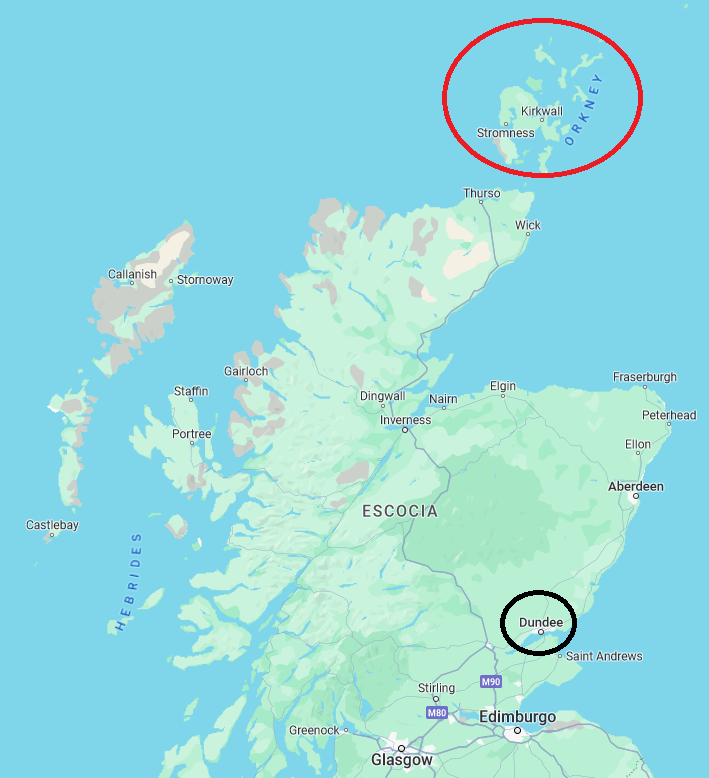 Kirkwall
ORKNEY
Stromness
Thurso
Wick
Callanish
Stornoway
Gairloch
Fraserburgh
Staffin
Dingwall
Nairn
Elgin
Peterhead
Inverness
Portree
Ellon
Aberdeen
ESCOCIA
Castlebay
HEBRIDES
Dundee
Saint Andrews
M90
Stirling
M80
Edimburgo
Greenock
Glasgow